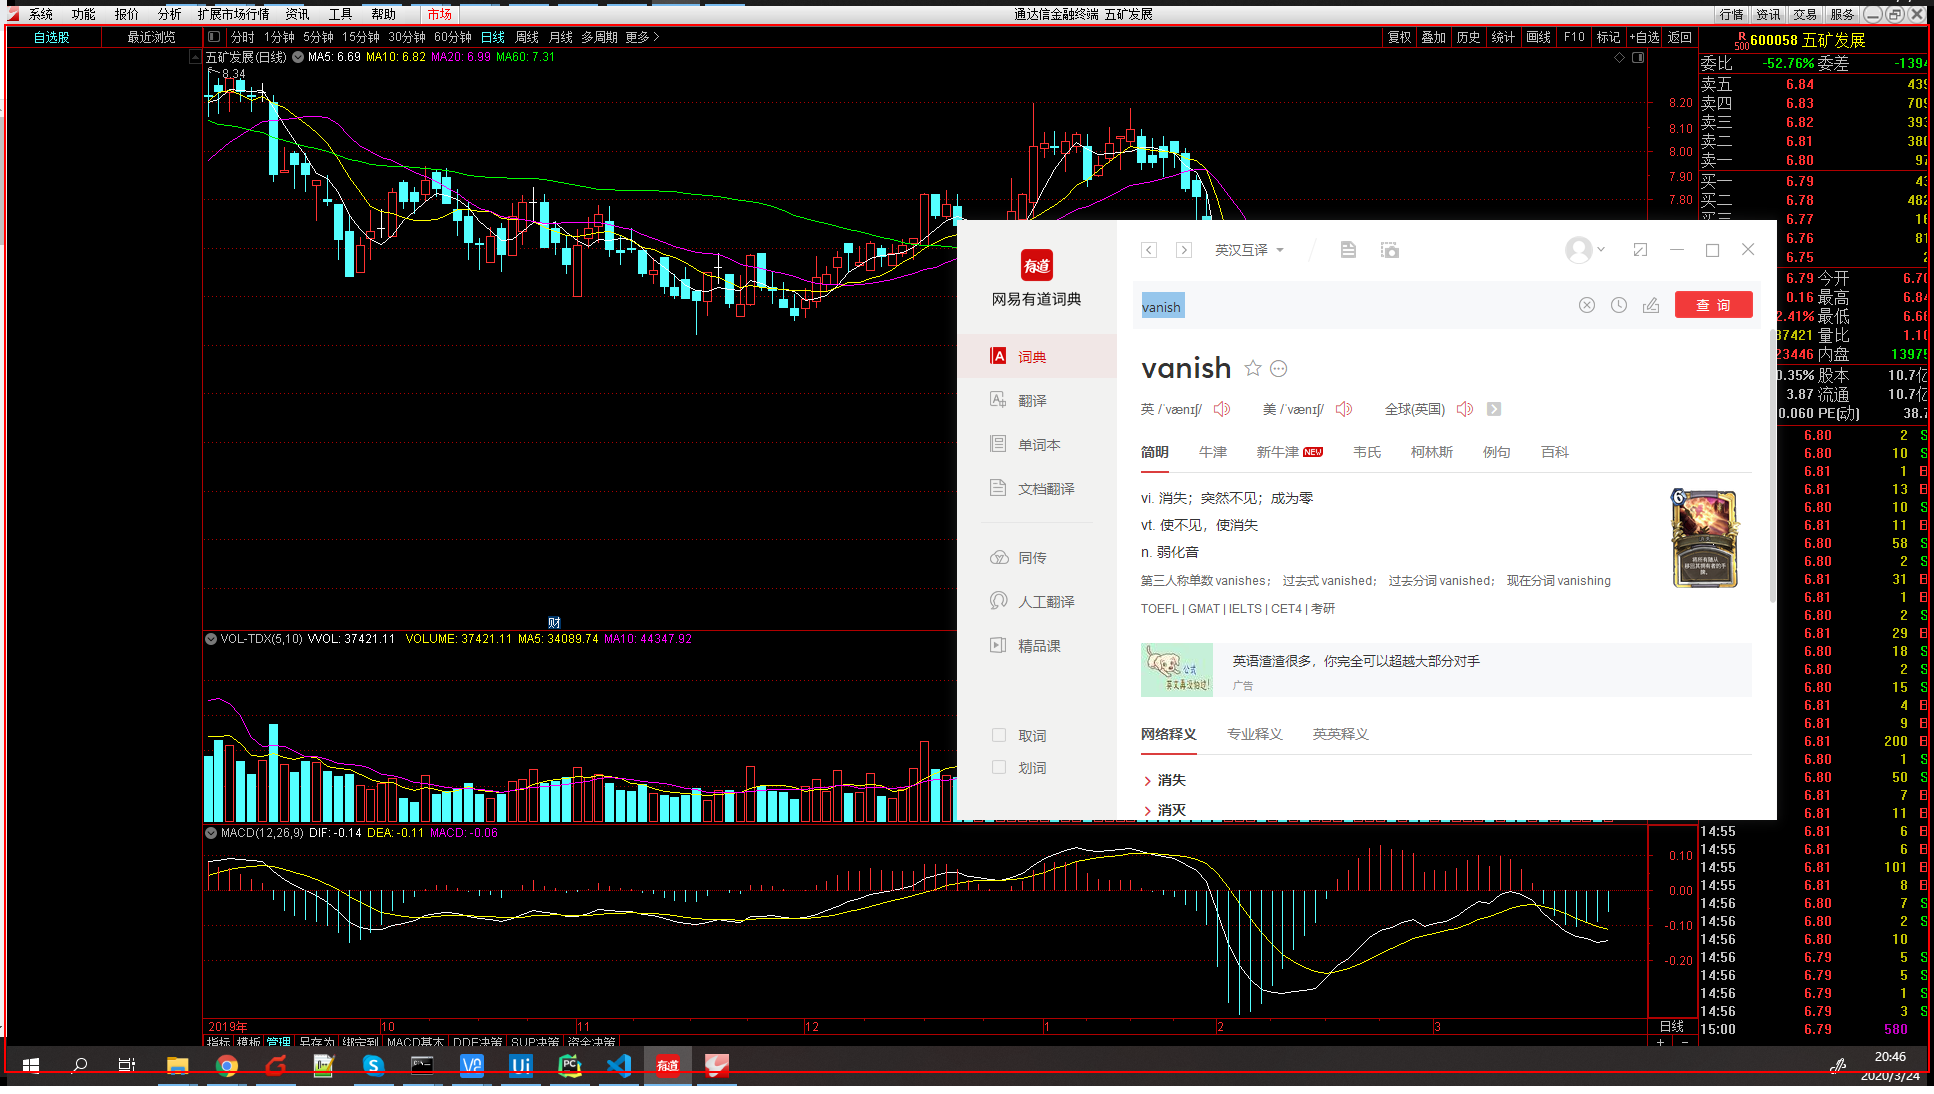 系统 功能 报价 分析 扩展市场行情 资讯 工具 帮助 市场 通达信金融终端 五矿发展 行情 资讯 交易 服务
自选股 最近浏览 分时 1分钟 5分钟 15分钟 30分钟 60分钟 日线 周线 月线 多周期 更多 复权 叠加 历史 统计 画线 F10 标记 +自选 返回
R 500 600058 五矿发展
五矿发展(日线) MA5: 6.69 MA10: 6.82 MA20: 6.99 MA60: 7.31
8.34
8.20
8.10
8.00
7.90
7.80
委比 -52.76% 委差 -1394
卖五 6.84 439
卖四 6.83 709
卖三 6.82 393
卖二 6.81 380
卖一 6.80 97
买一 6.79 43
买二 6.78 482
买三 6.77 16
6.76 81
6.75 2
6.79 今开 6.70
0.16 最高 6.84
2.41% 最低 6.66
37421 量比 1.10
23446 内盘 13975
0.35% 股本 10.7亿
3.87 流通 10.7亿
0.060 PE(动) 38.7
有道
网易有道词典
词典
翻译
单词本
文档翻译
同传
人工翻译
精品课
取词
划词
英汉互译
vanish 查 询
vanish
英 /ˈvænɪʃ/ 美 /ˈvænɪʃ/ 全球(英国)
简明 牛津 新牛津 NEW 韦氏 柯林斯 例句 百科
vi. 消失；突然不见；成为零
vt. 使不见，使消失
n. 弱化音
第三人称单数 vanishes； 过去式 vanished； 过去分词 vanished； 现在分词 vanishing
TOEFL | GMAT | IELTS | CET4 | 考研
6
公式
英文再没怕过!
英语渣渣很多，你完全可以超越大部分对手
广告
网络释义 专业释义 英英释义
消失
消灭
财
VOL-TDX(5,10) VVOL: 37421.11 VOLUME: 37421.11 MA5: 34089.74 MA10: 44347.92
MACD(12,26,9) DIF: -0.14 DEA: -0.11 MACD: -0.06
0.10
0.00
-0.10
-0.20
6.80 2 S
6.80 10 S
6.81 1 B
6.81 13 B
6.80 10 S
6.81 11 B
6.80 58 S
6.80 2 S
6.81 31 B
6.81 1 B
6.80 2 S
6.81 29 B
6.80 18 S
6.80 2 S
6.80 15 S
6.81 4 B
6.81 9 B
6.81 200 B
6.80 1 S
6.80 50 S
6.81 7 B
6.81 11 B
14:55 6.81 6 B
14:55 6.81 6 B
14:55 6.81 101 B
14:55 6.81 8 B
14:56 6.80 7 S
14:56 6.80 2 S
14:56 6.80 10
14:56 6.79 5 S
14:56 6.79 5 S
14:56 6.79 1 S
14:56 6.79 3 S
15:00 6.79 580
2019年 10 11 12 1 2 3 日线
指标 模板 管理 另存为 绑定到 MACD基本 DDE决策 SUP决策 资金决策 + -
S Ui PC 有道
20:46
2020/3/24